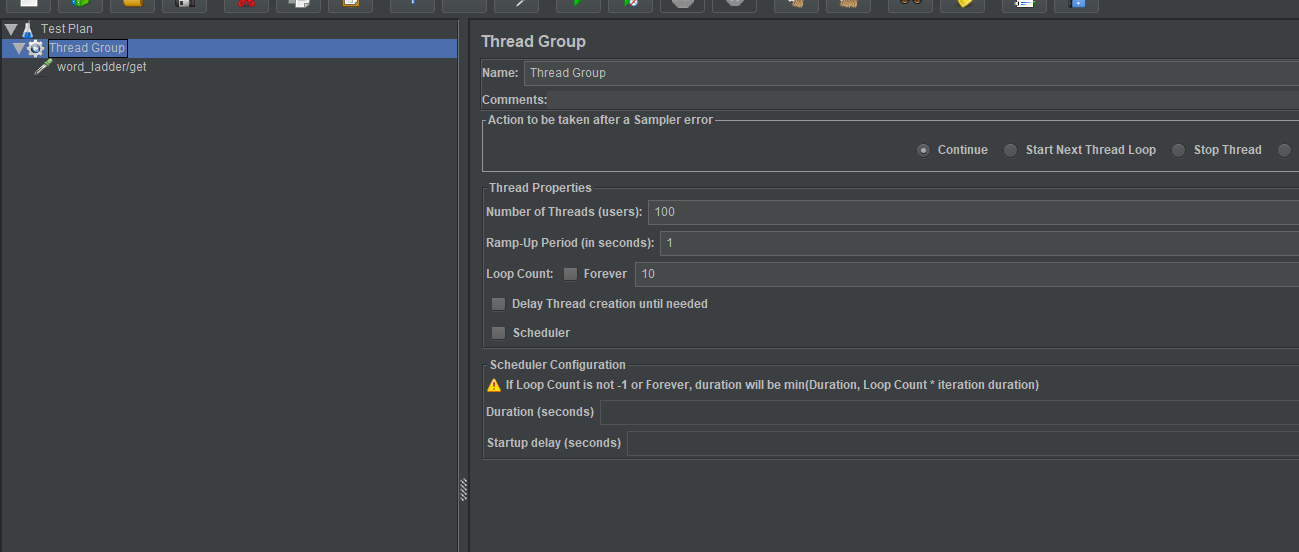 Test Plan
Thread Group
word_ladder/get
Thread Group
Name: Thread Group
Comments:
Action to be taken after a Sampler error
Continue Start Next Thread Loop Stop Thread
Thread Properties
Number of Threads (users): 100
Ramp-Up Period (in seconds): 1
Loop Count: Forever 10
Delay Thread creation until needed
Scheduler
Scheduler Configuration
If Loop Count is not -1 or Forever, duration will be min(Duration, Loop Count * iteration duration)
Duration (seconds)
Startup delay (seconds)